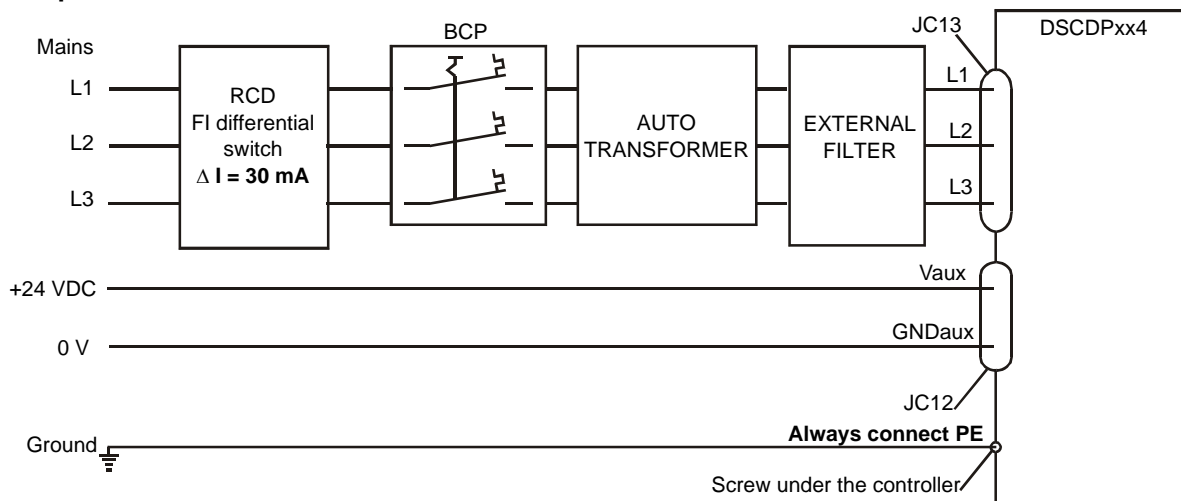 JC13
DSCDPxx4
Mains
BCP
L1
L2
L3
RCD
FI differential
switch
Δ I = 30 mA
AUTO
TRANSFORMER
EXTERNAL
FILTER
L1
L2
L3
+24 VDC
Vaux
0 V
GNDaux
JC12
Ground
Always connect PE
Screw under the controller